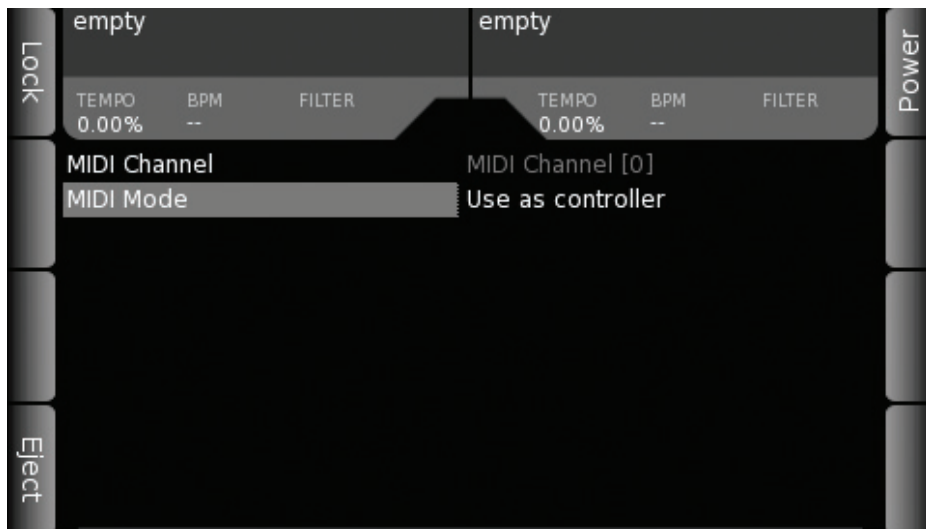 Lock
empty
TEMPO BPM FILTER
0.00% --
empty
TEMPO BPM FILTER
0.00% --
Power
MIDI Channel MIDI Channel [0]
MIDI Mode Use as controller
Eject